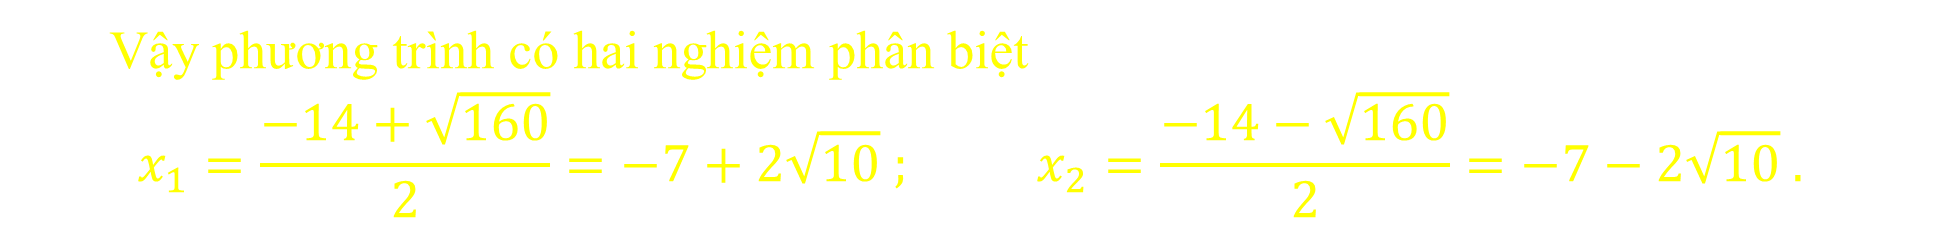 Vậy phương trình có hai nghiệm phân biệt
x₁ = (−14 + √160)/2 = −7 + 2√10 ; x₂ = (−14 − √160)/2 = −7 − 2√10 .